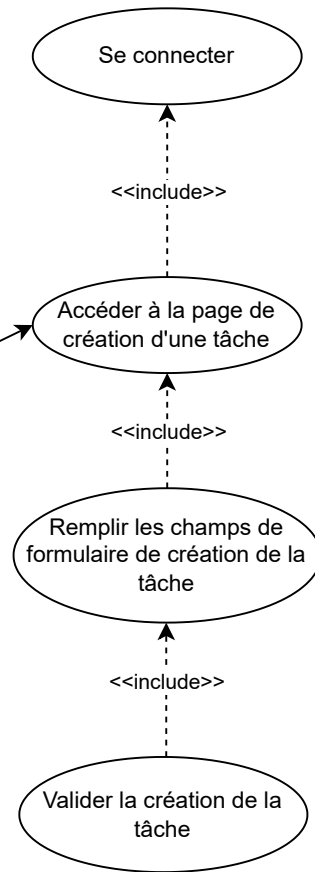 Se connecter
<<include>>
Accéder à la page de
création d'une tâche
<<include>>
Remplir les champs de
formulaire de création de la
tâche
<<include>>
Valider la création de la
tâche